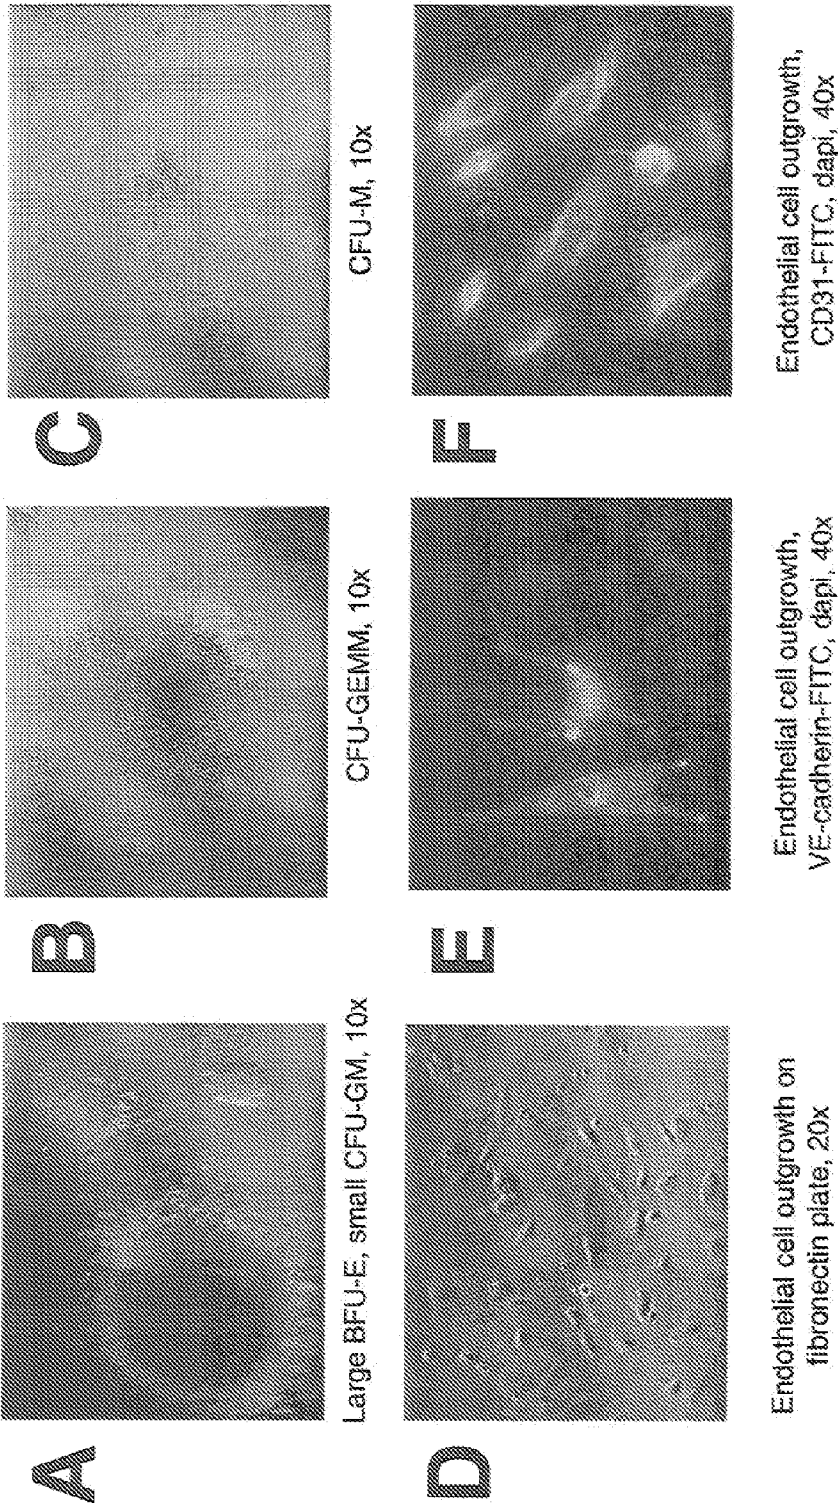 A
Large BFU-E, small CFU-GM, 10x
B
CFU-GEMM, 10x
C
CFU-M, 10x
D
Endothelial cell outgrowth on
fibronectin plate, 20x
E
Endothelial cell outgrowth,
VE-cadherin-FITC, dapi, 40x
F
Endothelial cell outgrowth,
CD31-FITC, dapi, 40x